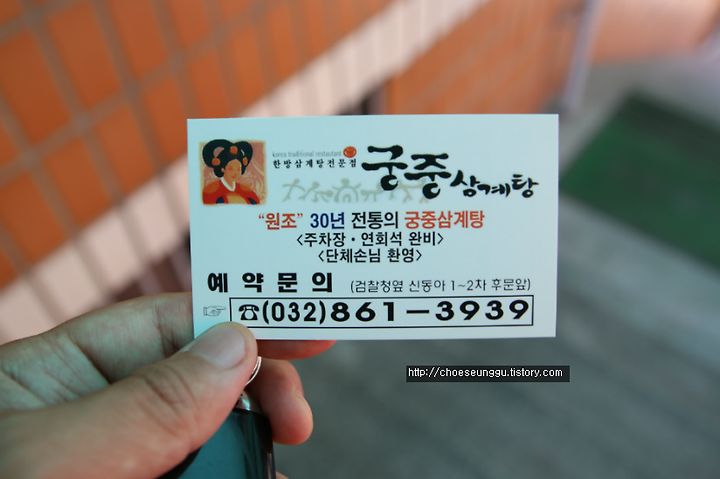 korea traditional restaurant
한방삼계탕전문점
궁중삼계탕
“원조” 30년 전통의 궁중삼계탕
<주차장·연회석 완비>
<단체손님 환영>
예약문의 (검찰청옆 신동아 1~2차 후문앞)
☞ ☎(032)861-3939
http://choeseunggu.tistory.com